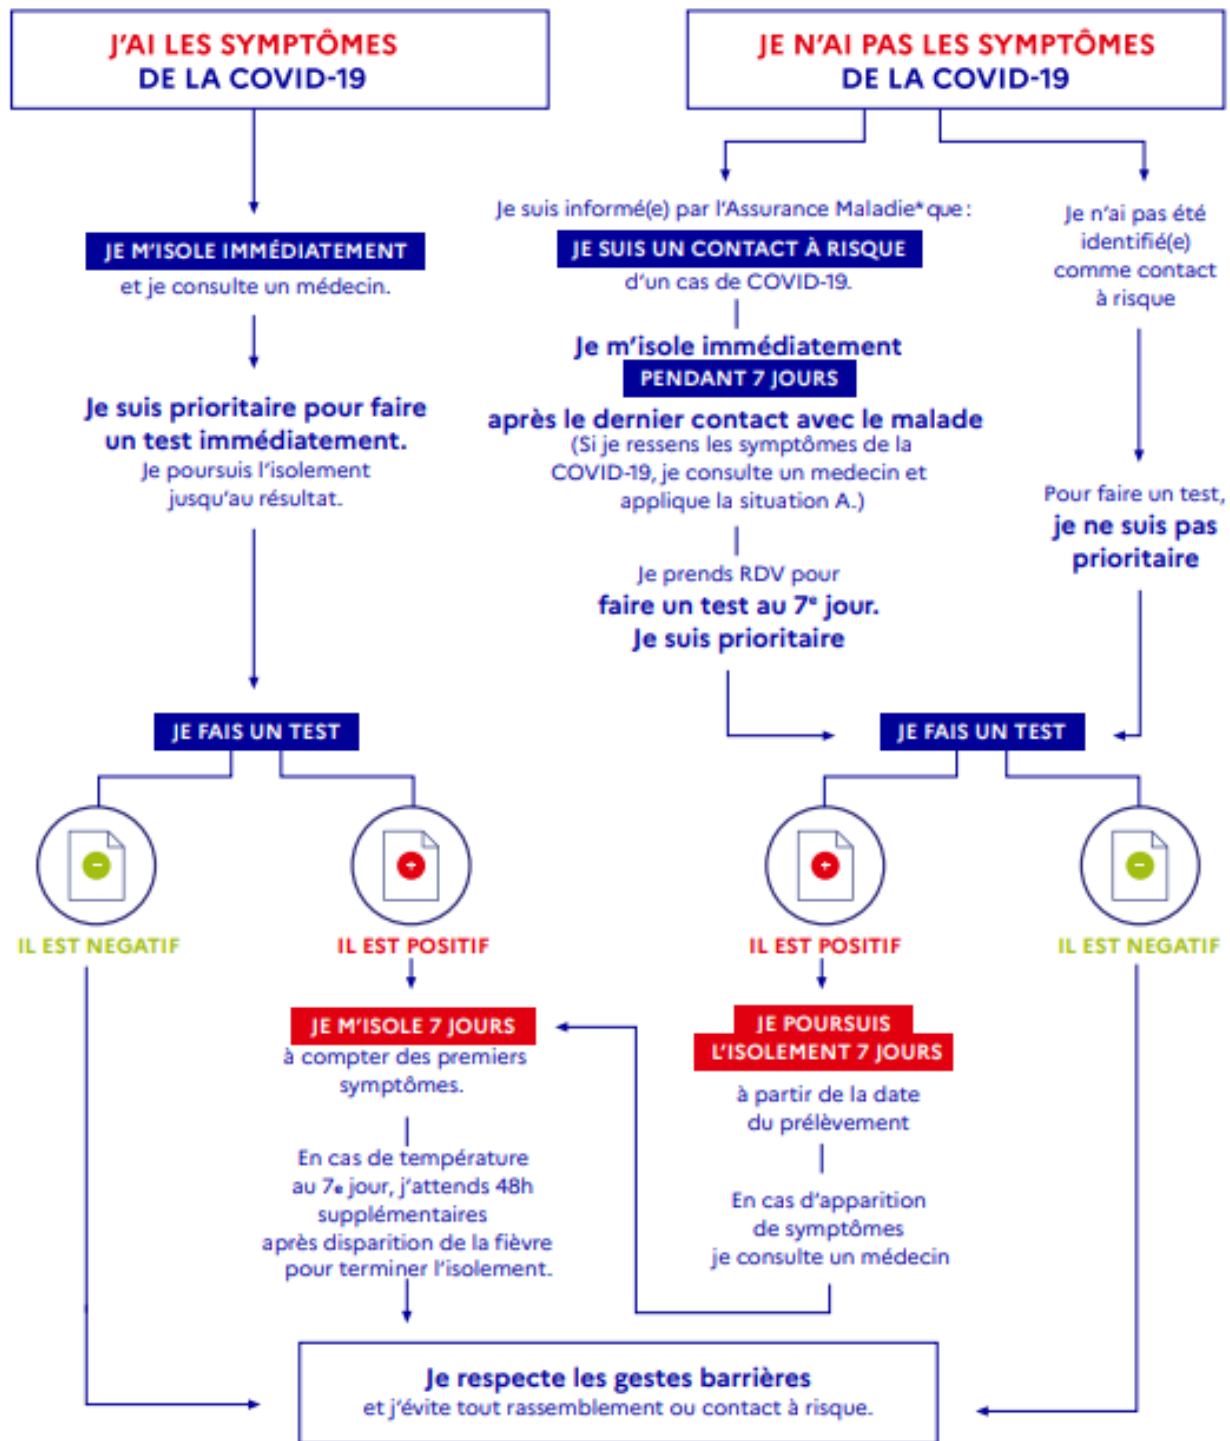 J'AI LES SYMPTÔMES
DE LA COVID-19
JE M'ISOLE IMMÉDIATEMENT
et je consulte un médecin.
Je suis prioritaire pour faire
un test immédiatement.
Je poursuis l'isolement
jusqu'au résultat.
JE FAIS UN TEST
IL EST NEGATIF
IL EST POSITIF
JE M'ISOLE 7 JOURS
à compter des premiers
symptômes.
En cas de température
au 7e jour, j'attends 48h
supplémentaires
après disparition de la fièvre
pour terminer l'isolement.
JE N'AI PAS LES SYMPTÔMES
DE LA COVID-19
Je suis informé(e) par l'Assurance Maladie* que :
JE SUIS UN CONTACT À RISQUE
d'un cas de COVID-19.
Je m'isole immédiatement
PENDANT 7 JOURS
après le dernier contact avec le malade
(Si je ressens les symptômes de la
COVID-19, je consulte un medecin et
applique la situation A.)
Je prends RDV pour
faire un test au 7e jour.
Je suis prioritaire
Je n'ai pas été
identifié(e)
comme contact
à risque
Pour faire un test,
je ne suis pas
prioritaire
JE FAIS UN TEST
IL EST POSITIF
IL EST NEGATIF
JE POURSUIS
L'ISOLEMENT 7 JOURS
à partir de la date
du prélèvement
En cas d'apparition
de symptômes
je consulte un médecin
Je respecte les gestes barrières
et j'évite tout rassemblement ou contact à risque.